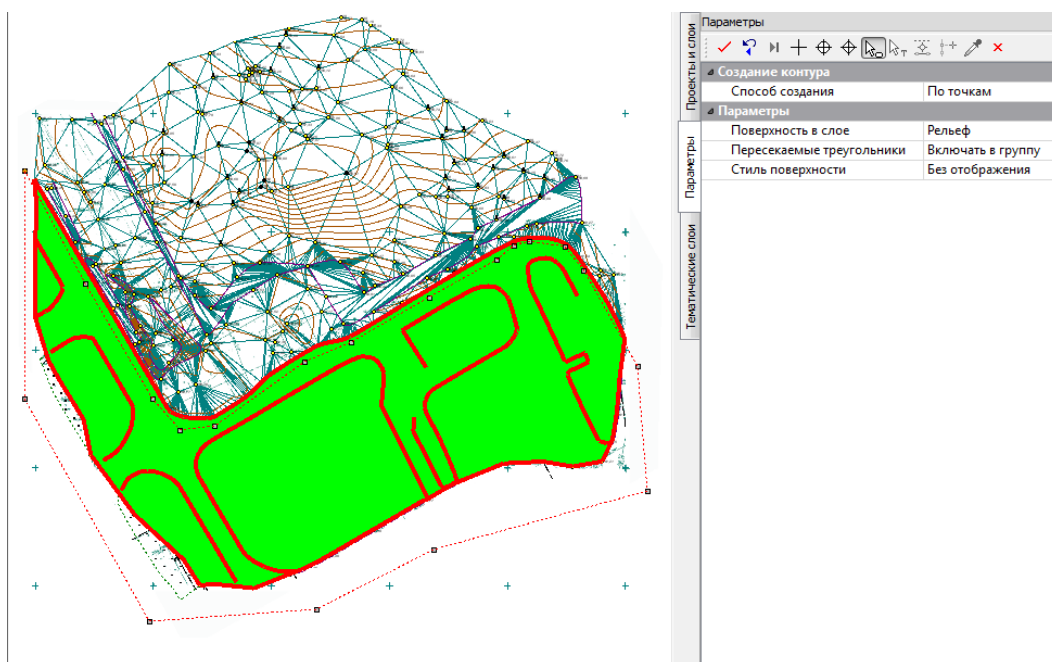 Параметры
Проекты и слои
Параметры
Тематические слои
Создание контура
Способ создания По точкам
Параметры
Поверхность в слое Рельеф
Пересекаемые треугольники Включать в группу
Стиль поверхности Без отображения